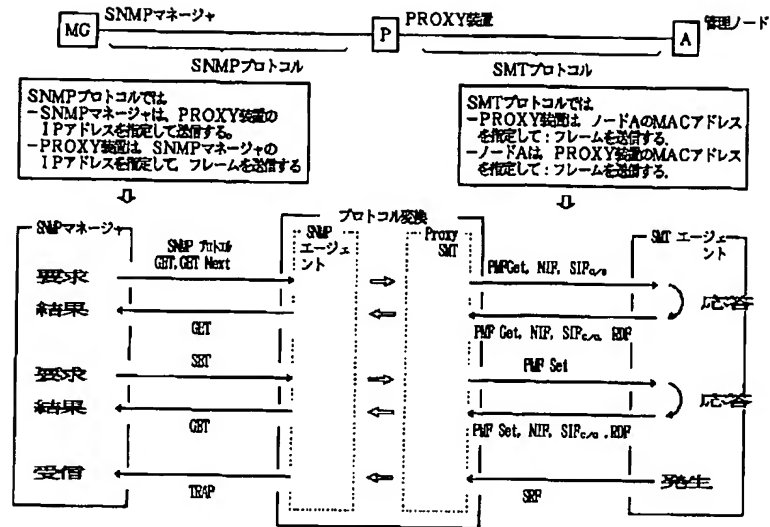 SNMPマネージャ
PROXY装置
管理ノード
MG
P
A
SNMPプロトコル
SMTプロトコル
SNMPプロトコルでは
−SNMPマネージャは、PROXY装置の
IPアドレスを指定して送信する。
−PROXY装置は、SNMPマネージャの
IPアドレスを指定して、フレームを送信する
SMTプロトコルでは
−PROXY装置は ノードAのMACアドレス
を指定して:フレームを送信する.
−ノードAは、PROXY装置のMACアドレス
を指定して:フレームを送信する.
プロトコル変換
SNMPマネージャ
SNMP プロトコル
GET,GET Next
SNMP
エージェ
ント
Proxy
SMT
SMT エージェ
ント
要求
PMFGet, NIF, SIFc/o
応答
結果
GET
PMF Get, NIF, SIFc/o, RDF
要求
SET
PMF Set
応答
結果
GET
PMF Set, NIF, SIFc/o ,RDF
受信
TRAP
SRF
発生